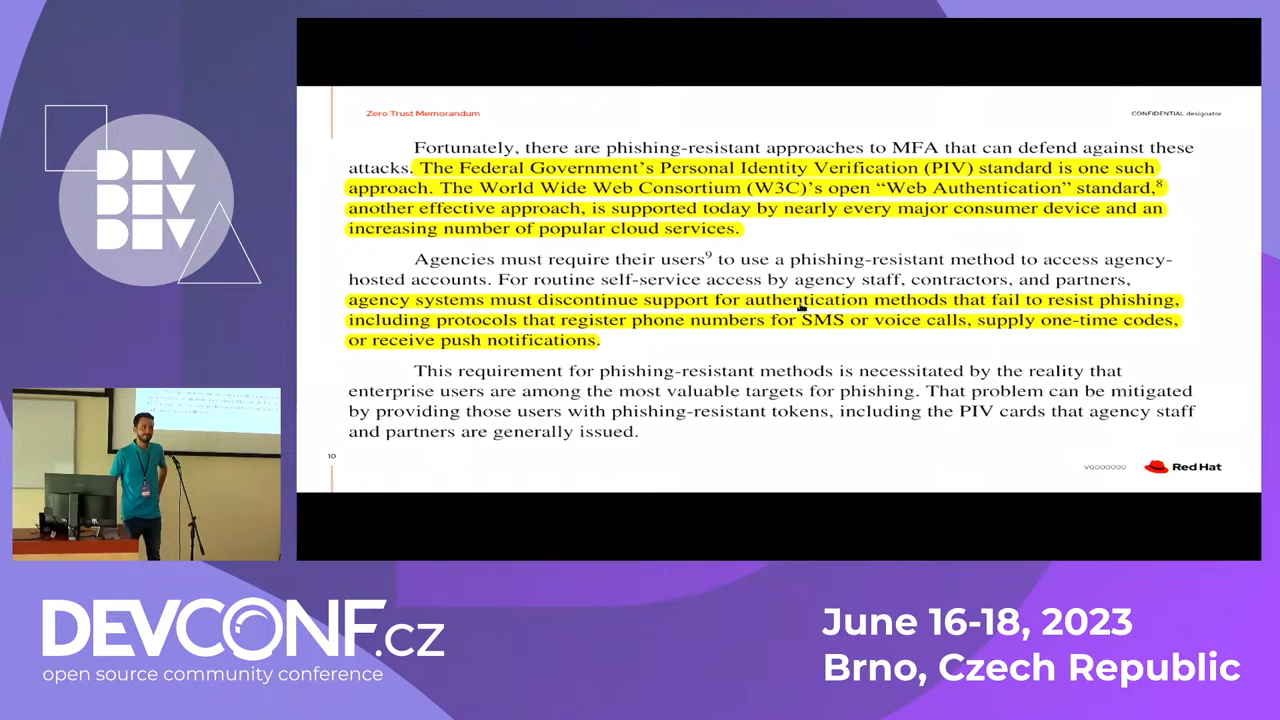 DEV
DEV
DEV
Zero Trust Memorandum
CONFIDENTIAL designator
Fortunately, there are phishing-resistant approaches to MFA that can defend against these
attacks. The Federal Government's Personal Identity Verification (PIV) standard is one such
approach. The World Wide Web Consortium (W3C)'s open “Web Authentication” standard,⁸
another effective approach, is supported today by nearly every major consumer device and an
increasing number of popular cloud services.
Agencies must require their users⁹ to use a phishing-resistant method to access agency-
hosted accounts. For routine self-service access by agency staff, contractors, and partners,
agency systems must discontinue support for authentication methods that fail to resist phishing,
including protocols that register phone numbers for SMS or voice calls, supply one-time codes,
or receive push notifications.
This requirement for phishing-resistant methods is necessitated by the reality that
enterprise users are among the most valuable targets for phishing. That problem can be mitigated
by providing those users with phishing-resistant tokens, including the PIV cards that agency staff
and partners are generally issued.
10
V0000000
Red Hat
DEVCONF.cz
open source community conference
June 16-18, 2023
Brno, Czech Republic